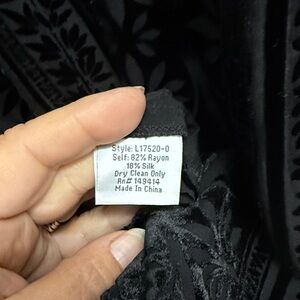 Style: L17520-0
Self: 82% Rayon
18% Silk
Dry Clean Only
Rn# 149414
Made In China